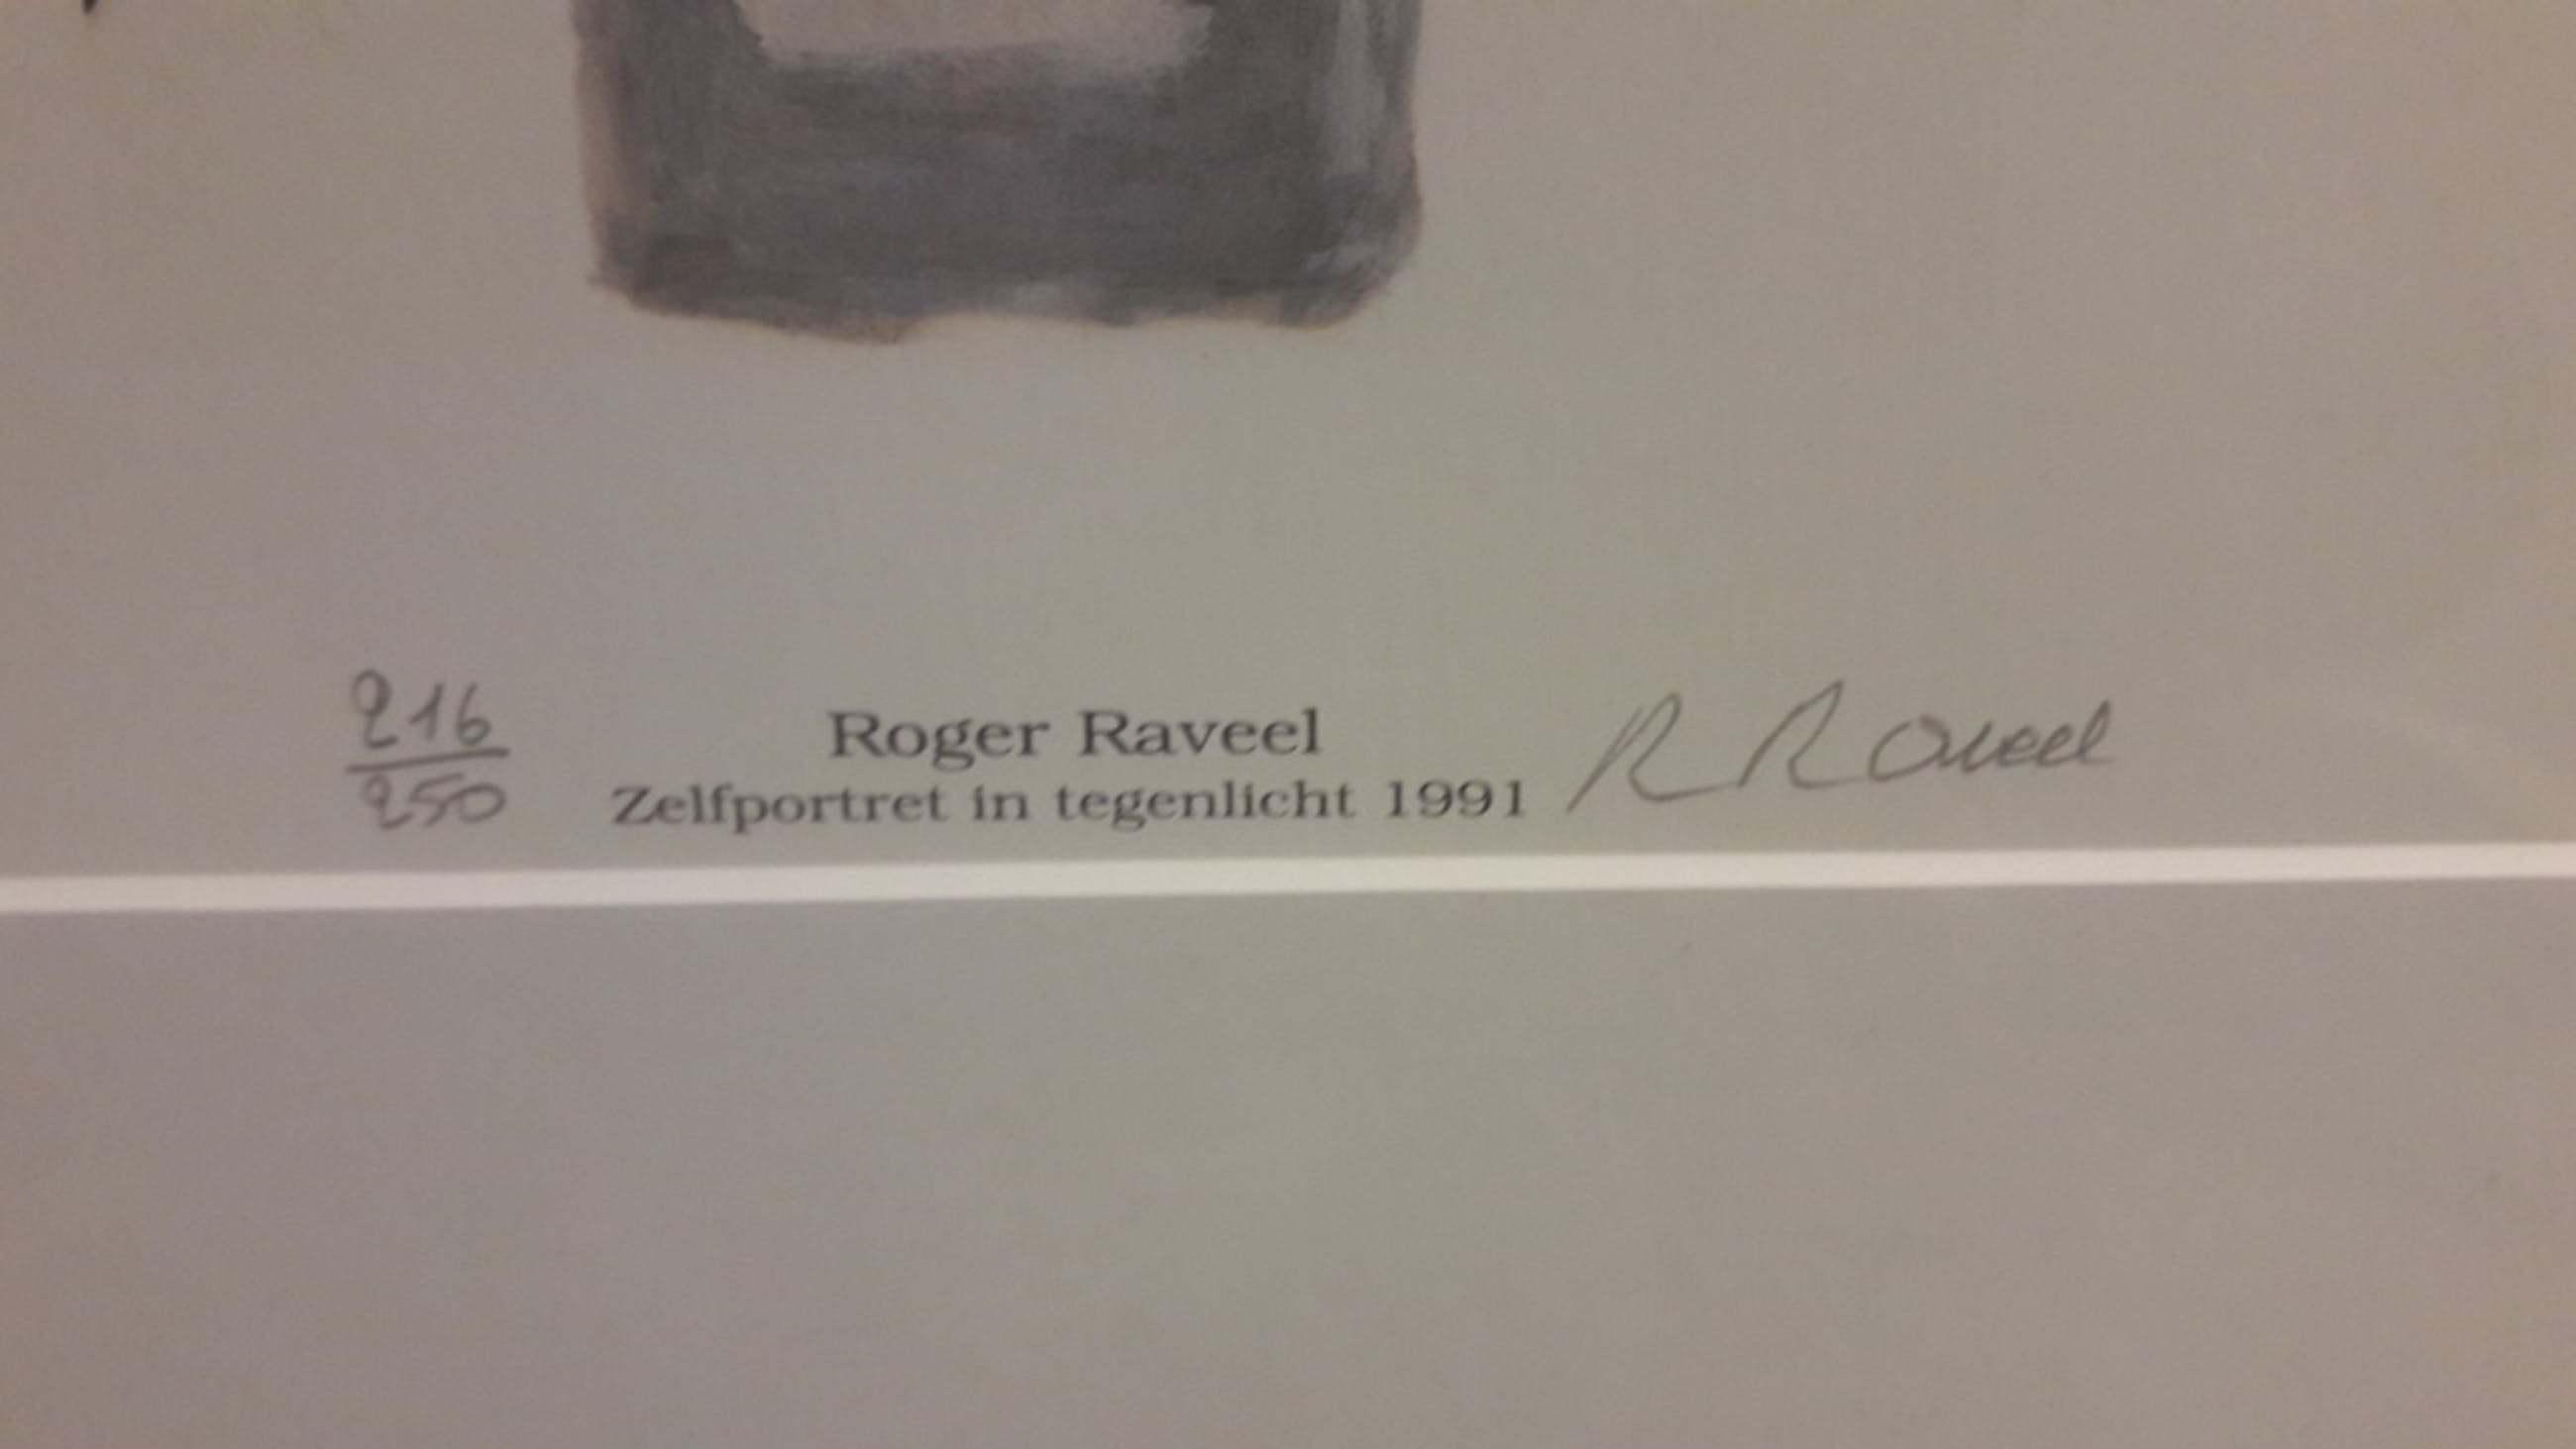 216
250
Roger Raveel
Zelfportret in tegenlicht 1991
R Raveel